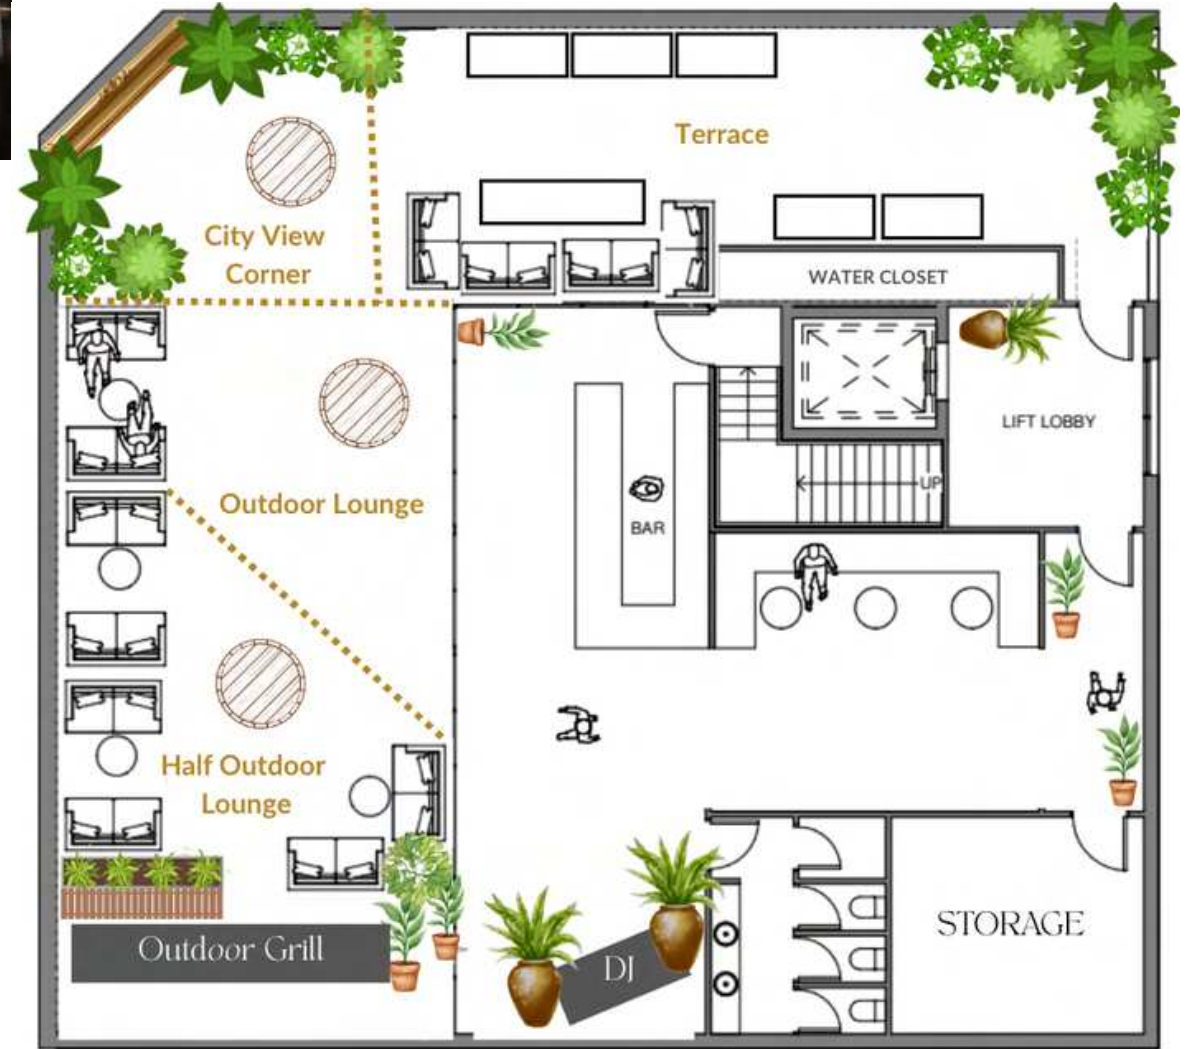 Terrace
City View
Corner
WATER CLOSET
LIFT LOBBY
UP
Outdoor Lounge
BAR
Half Outdoor
Lounge
Outdoor Grill
DJ
STORAGE